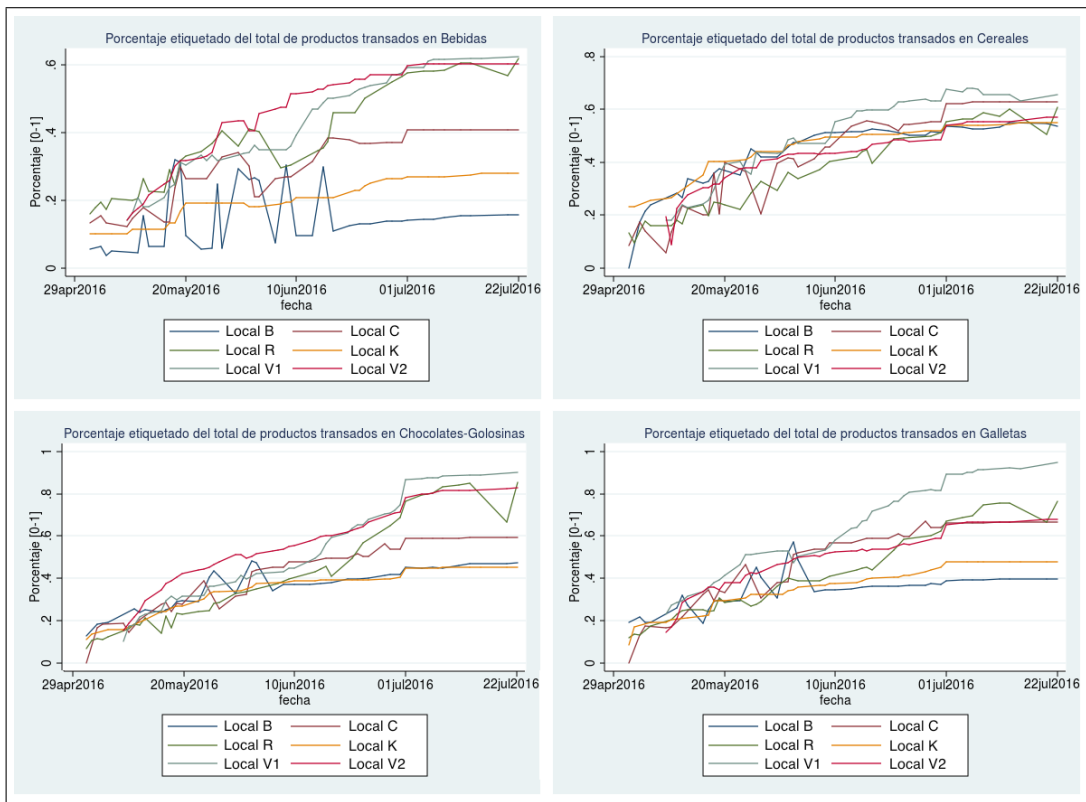 Porcentaje etiquetado del total de productos transados en Bebidas
Porcentaje [0-1]
.6
.4
.2
0
29apr2016 20may2016 10jun2016 01jul2016 22jul2016
fecha
Local B Local C
Local R Local K
Local V1 Local V2
Porcentaje etiquetado del total de productos transados en Cereales
Porcentaje [0-1]
.8
.6
.4
.2
0
29apr2016 20may2016 10jun2016 01jul2016 22jul2016
fecha
Local B Local C
Local R Local K
Local V1 Local V2
Porcentaje etiquetado del total de productos transados en Chocolates-Golosinas
Porcentaje [0-1]
1
.8
.6
.4
.2
0
29apr2016 20may2016 10jun2016 01jul2016 22jul2016
fecha
Local B Local C
Local R Local K
Local V1 Local V2
Porcentaje etiquetado del total de productos transados en Galletas
Porcentaje [0-1]
1
.8
.6
.4
.2
0
29apr2016 20may2016 10jun2016 01jul2016 22jul2016
fecha
Local B Local C
Local R Local K
Local V1 Local V2